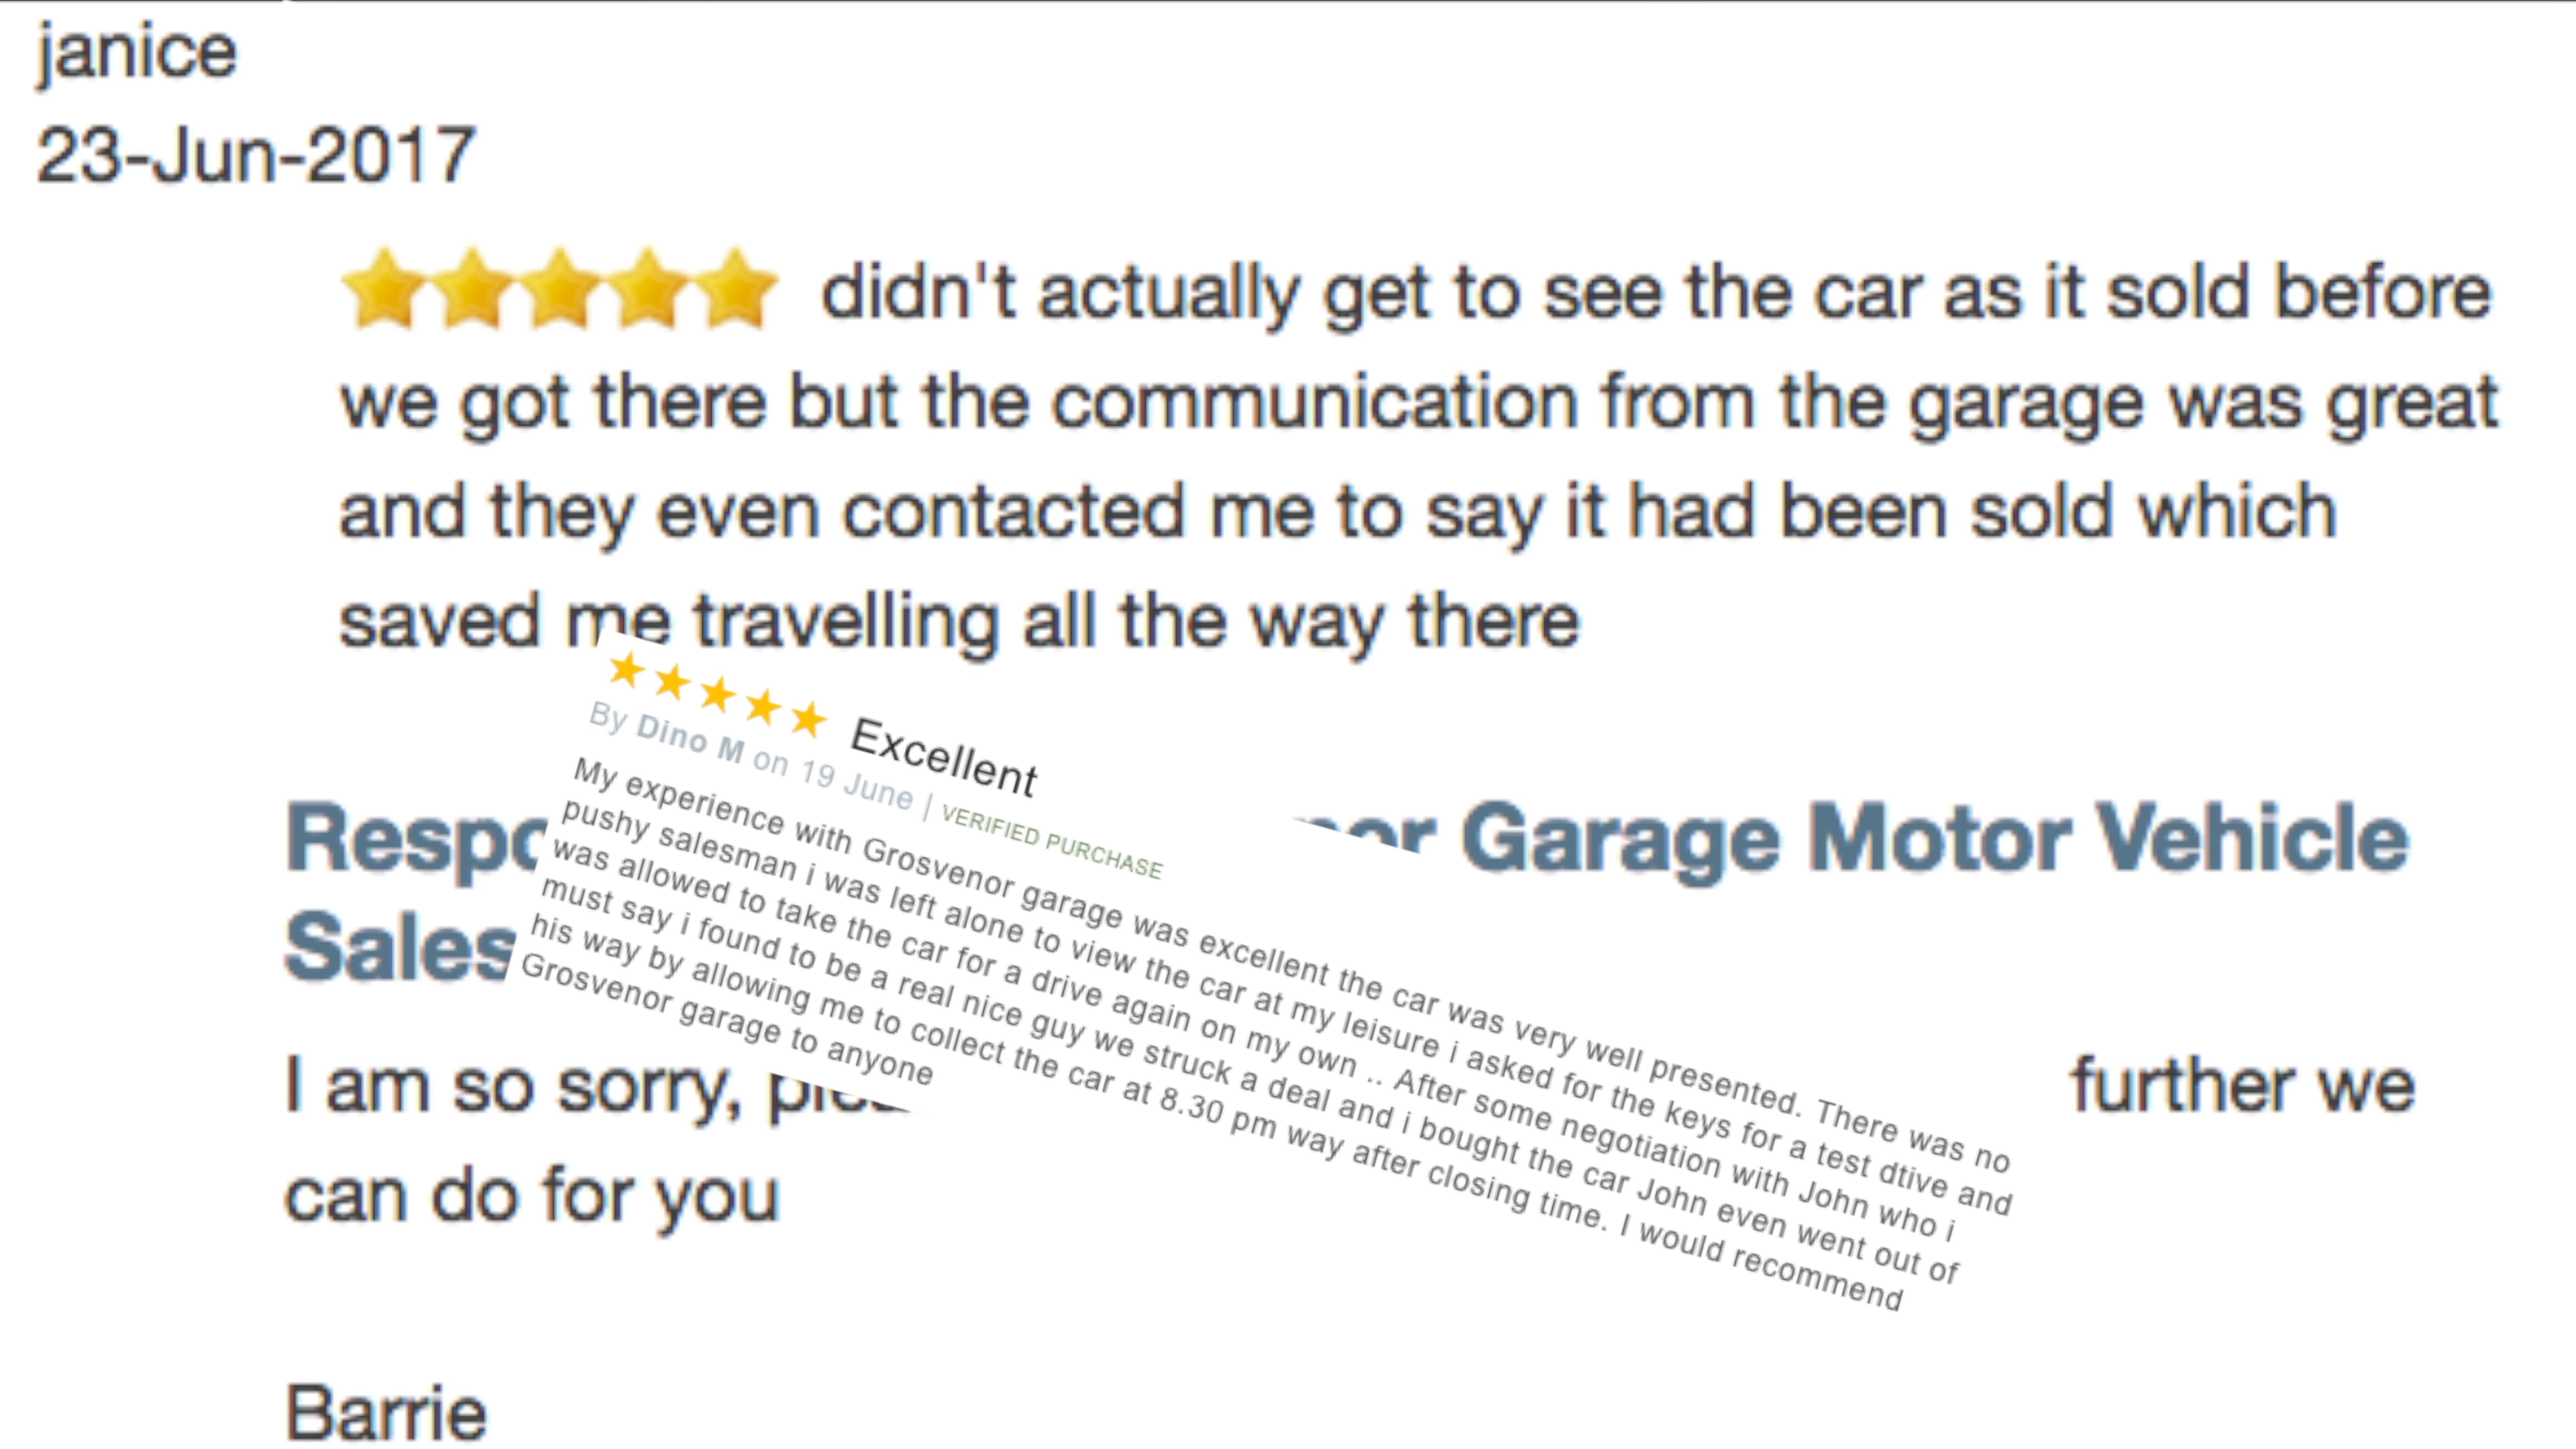 janice
23-Jun-2017
didn't actually get to see the car as it sold before
we got there but the communication from the garage was great
and they even contacted me to say it had been sold which
saved me travelling all the way there
Excellent
By Dino M on 19 June | VERIFIED PURCHASE
My experience with Grosvenor garage was excellent the car was very well presented. There was no
pushy salesman i was left alone to view the car at my leisure i asked for the keys for a test dtive and
was allowed to take the car for a drive again on my own .. After some negotiation with John who i
must say i found to be a real nice guy we struck a deal and i bought the car John even went out of
his way by allowing me to collect the car at 8.30 pm way after closing time. I would recommend
Grosvenor garage to anyone
Garage Motor Vehicle
Sales
I am so sorry, further we
can do for you
Barrie